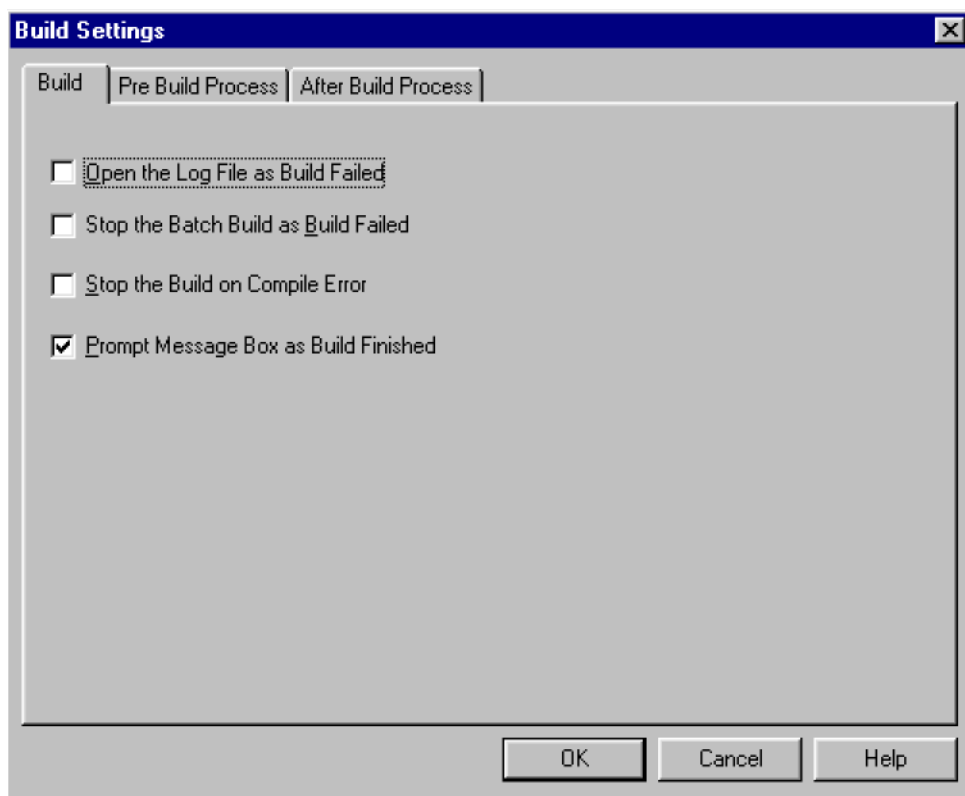 Build Settings
Build Pre Build Process After Build Process
Open the Log File as Build Failed
Stop the Batch Build as Build Failed
Stop the Build on Compile Error
Prompt Message Box as Build Finished
OK Cancel Help